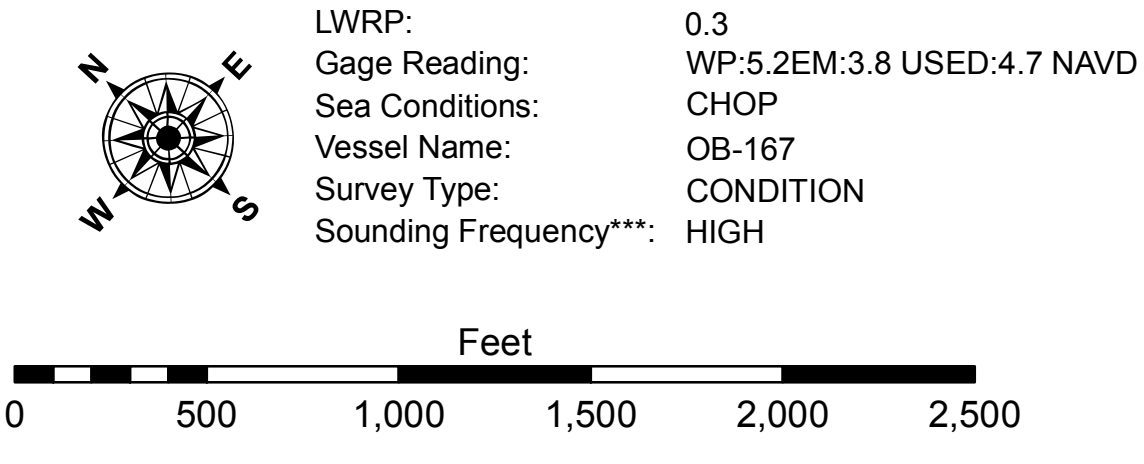 N E
W S
LWRP: 0.3
Gage Reading: WP:5.2EM:3.8 USED:4.7 NAVD
Sea Conditions: CHOP
Vessel Name: OB-167
Survey Type: CONDITION
Sounding Frequency***: HIGH
Feet
0 500 1,000 1,500 2,000 2,500